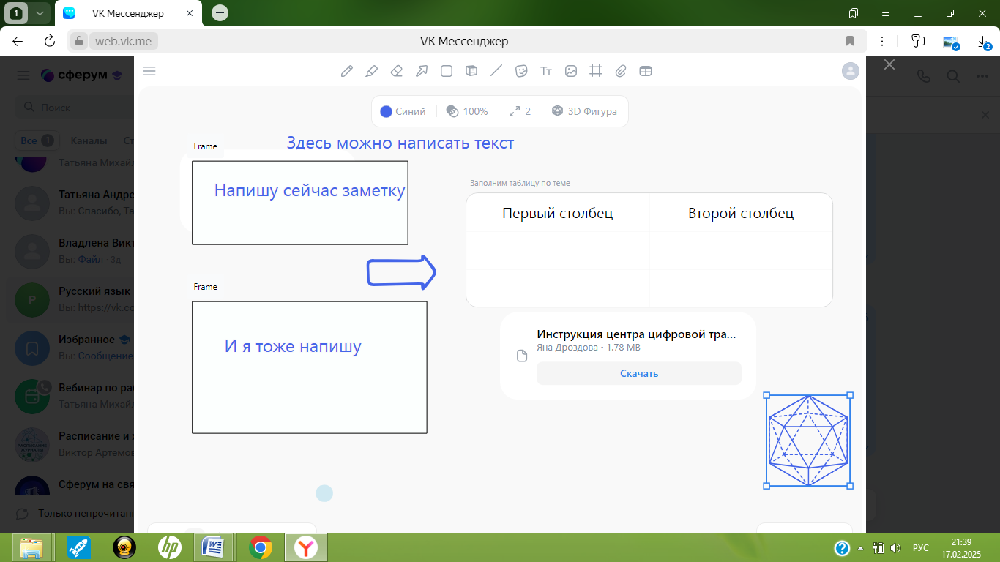 1
VK Мессенджер
web.vk.me
VK Мессенджер
2
сферум
Поиск
Все 1 Каналы
Татьяна Михай
Татьяна Андре
Вы: Спасибо, Та
Владлена Викт
Вы: Файл · 3д
Русский язык
Вы: https://vk.co
Избранное
Вы: Сообщение
Вебинар по ра
Татьяна Михай
Расписание и
Виктор Артемов
Сферум на свя
Только непрочитанн
Синий
100%
2
3D Фигура
Здесь можно написать текст
Frame
Напишу сейчас заметку
Frame
И я тоже напишу
Заполним таблицу по теме
Первый столбец
Второй столбец
Инструкция центра цифровой тра...
Яна Дроздова • 1.78 MB
Скачать
РУС
21:39
17.02.2025